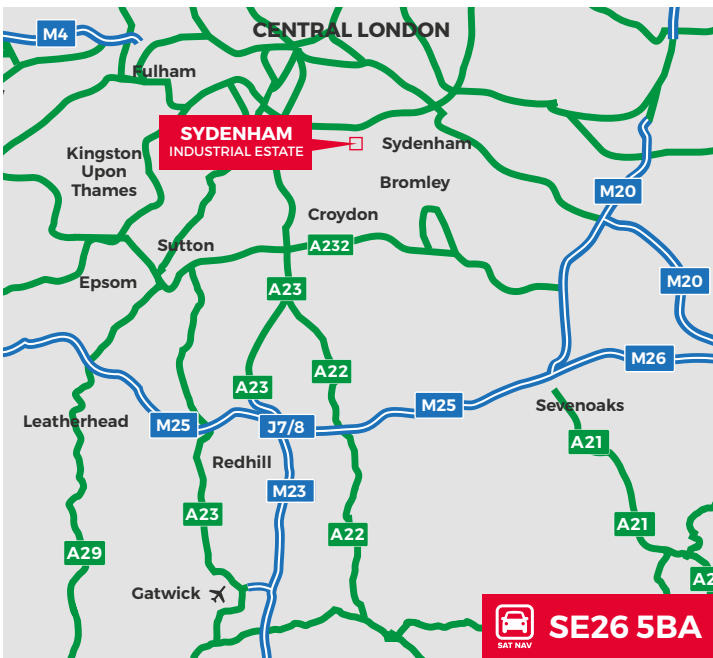 CENTRAL LONDON
M4
Fulham
SYDENHAM
INDUSTRIAL ESTATE
Sydenham
Kingston
Upon
Thames
Bromley
M20
Croydon
Sutton
A232
Epsom
A23
M20
M26
A22
A23
M25
Sevenoaks
Leatherhead
M25
J7/8
A21
Redhill
M23
A23
A21
A22
A29
A2
Gatwick
SAT NAV
SE26 5BA